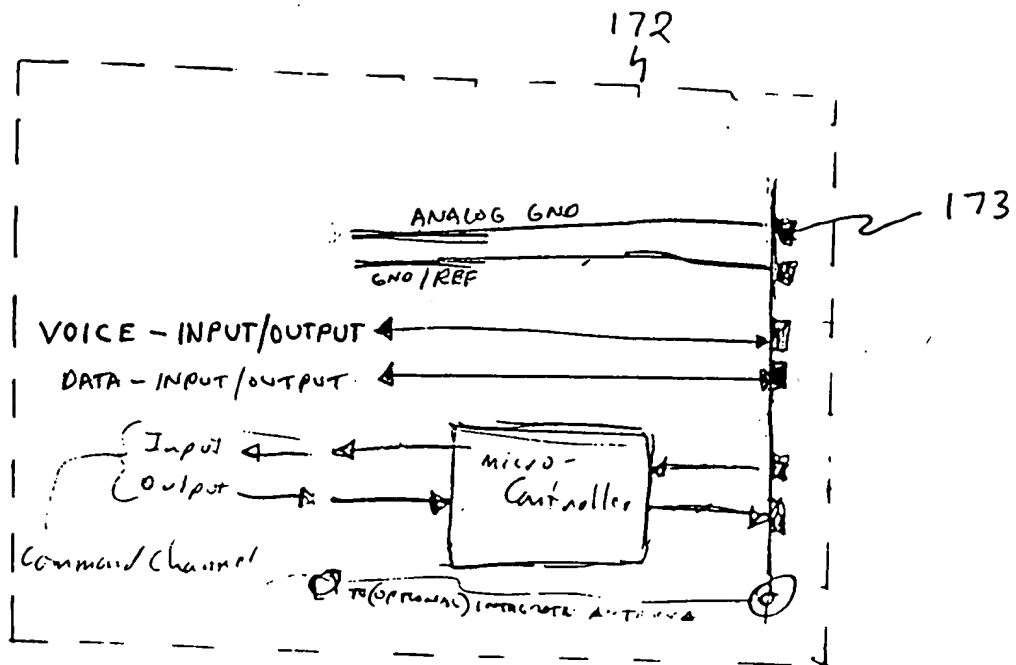 172
173
ANALOG GND
GND/REF
VOICE - INPUT/OUTPUT
DATA - INPUT/OUTPUT
Input
Output
micro-
Controller
Command Channel
TO (OPTIONAL) INTEGRATE ANTENNA